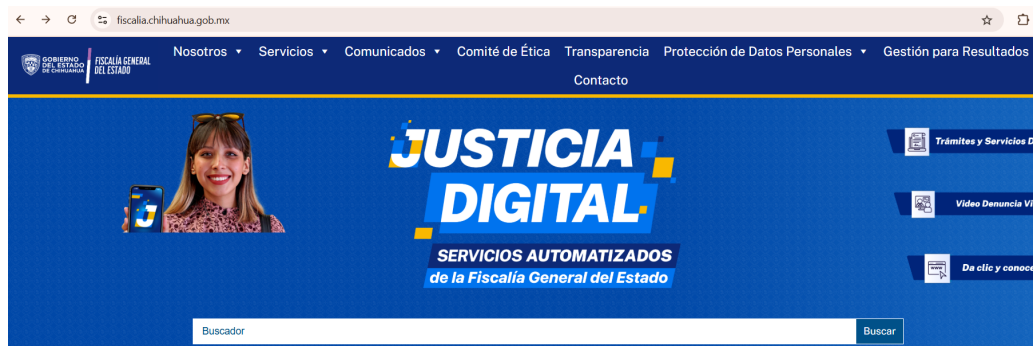 fiscalia.chihuahua.gob.mx
GOBIERNO
DEL ESTADO
DE CHIHUAHUA
FISCALÍA GENERAL
DEL ESTADO
Nosotros
Servicios
Comunicados
Comité de Ética
Transparencia
Protección de Datos Personales
Gestión para Resultados
Contacto
JUSTICIA
DIGITAL
SERVICIOS AUTOMATIZADOS
de la Fiscalía General del Estado
J
Trámites y Servicios D
Video Denuncia Vi
www
Da clic y conoce
Buscador
Buscar